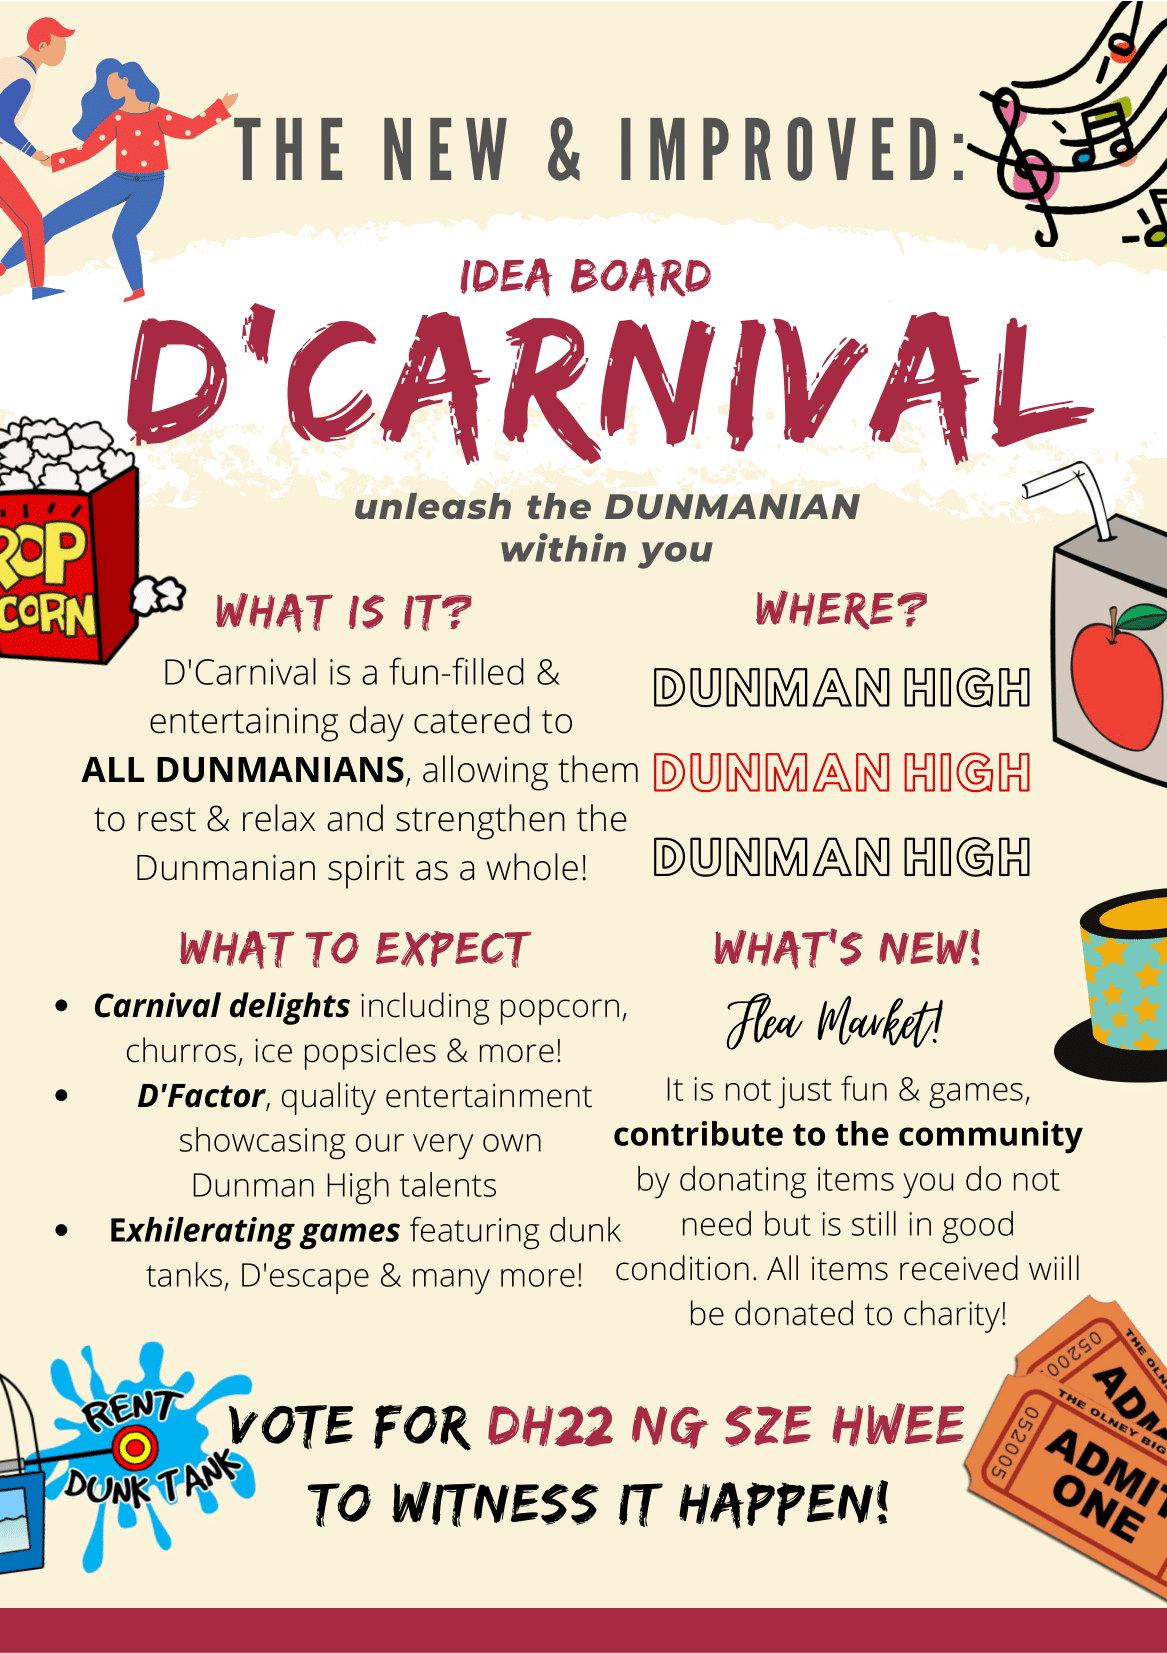 THE NEW & IMPROVED:
IDEA BOARD
D'CARNIVAL
unleash the DUNMANIAN
within you
POP
CORN
WHAT IS IT?
D'Carnival is a fun-filled &
entertaining day catered to
ALL DUNMANIANS, allowing them
to rest & relax and strengthen the
Dunmanian spirit as a whole!
WHERE?
DUNMAN HIGH
DUNMAN HIGH
DUNMAN HIGH
WHAT TO EXPECT
• Carnival delights including popcorn,
churros, ice popsicles & more!
• D'Factor, quality entertainment
showcasing our very own
Dunman High talents
• Exhilerating games featuring dunk
tanks, D'escape & many more!
WHAT'S NEW!
Flea Market!
It is not just fun & games,
contribute to the community
by donating items you do not
need but is still in good
condition. All items received wiill
be donated to charity!
RENT
DUNK TANK
VOTE FOR DH22 NG SZE HWEE
TO WITNESS IT HAPPEN!
052005
THE OLNEY BIG
ADMIT
ONE